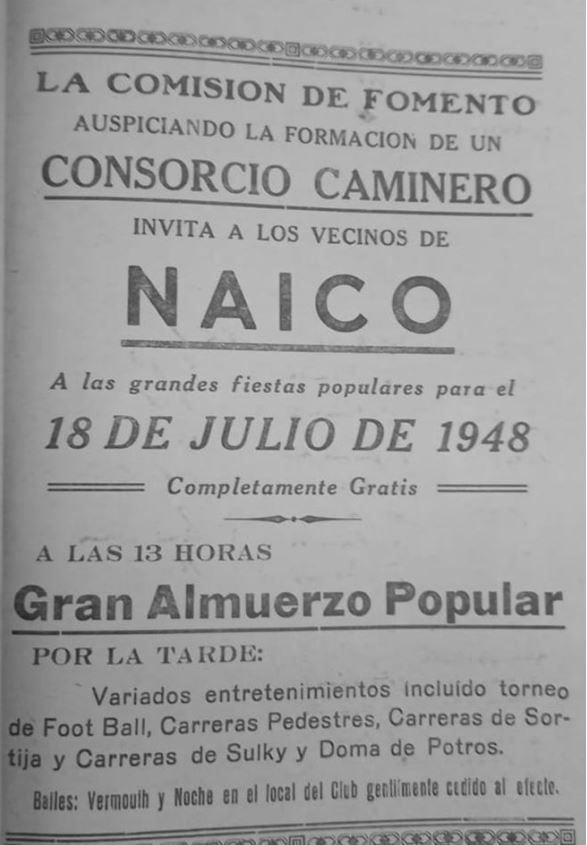 LA COMISION DE FOMENTO
AUSPICIANDO LA FORMACION DE UN
CONSORCIO CAMINERO
INVITA A LOS VECINOS DE
NAICO
A las grandes fiestas populares para el
18 DE JULIO DE 1948
Completamente Gratis
A LAS 13 HORAS
Gran Almuerzo Popular
POR LA TARDE:
Variados entretenimientos incluído torneo
de Foot Ball, Carreras Pedestres, Carreras de Sor-
tija y Carreras de Sulky y Doma de Potros.
Bailes: Vermouth y Noche en el local del Club gentilmente cedido al efecto.